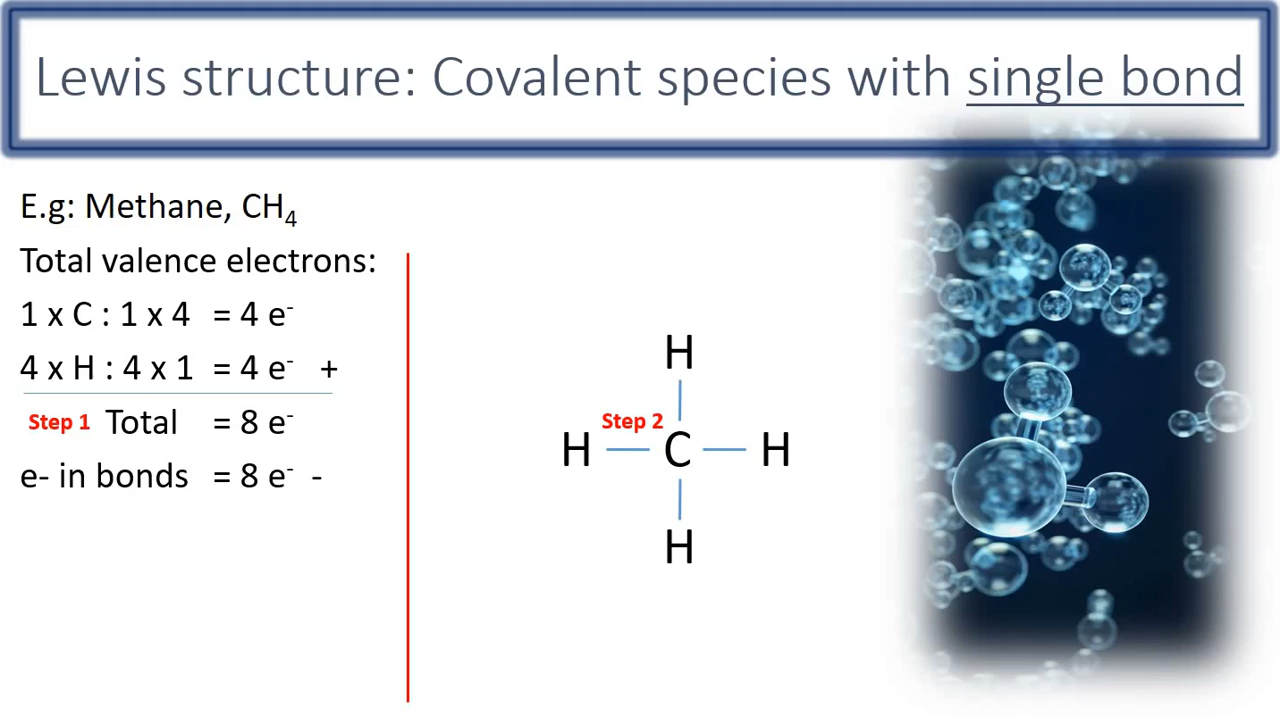 Lewis structure: Covalent species with single bond
E.g: Methane, CH₄
Total valence electrons:
1 x C : 1 x 4 = 4 e⁻
4 x H : 4 x 1 = 4 e⁻ +
Step 1 Total = 8 e⁻
e- in bonds = 8 e⁻ -
H
Step 2
H C H
H